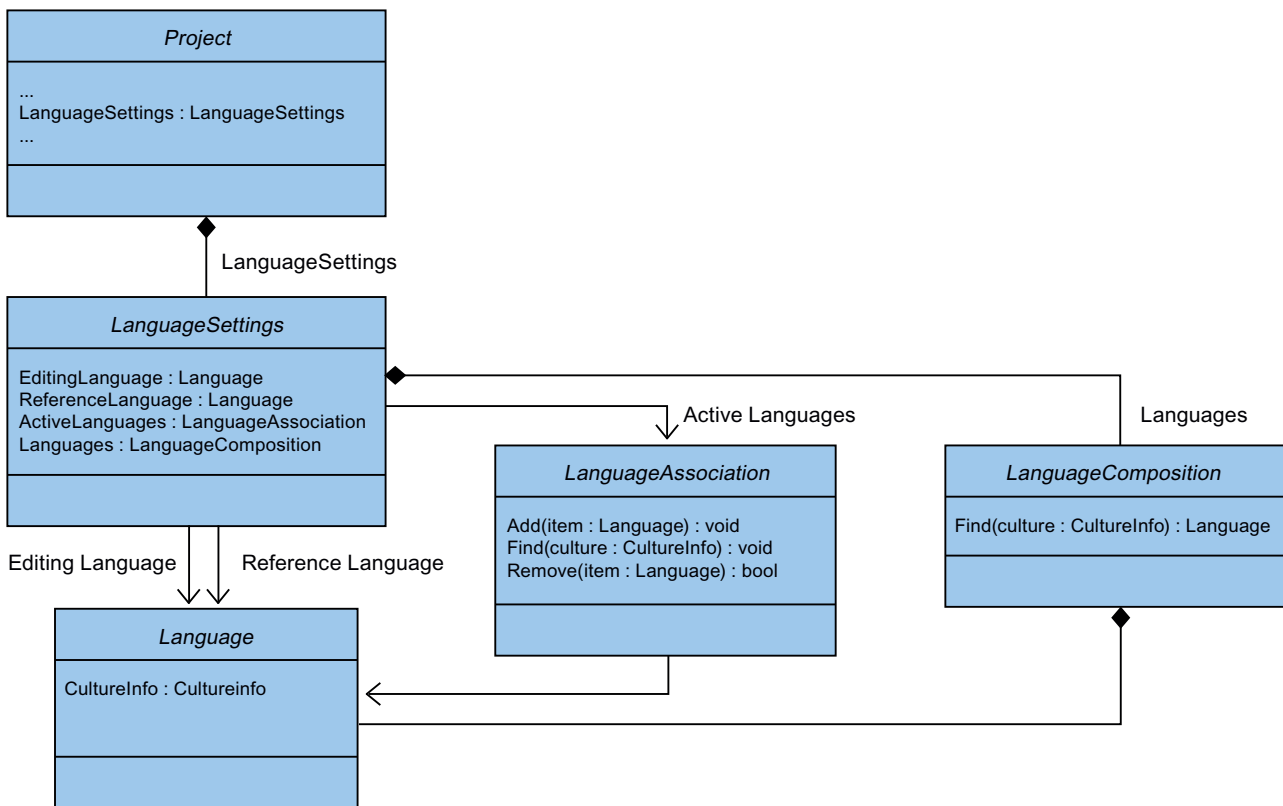 Project
...
LanguageSettings : LanguageSettings
...
LanguageSettings
LanguageSettings
EditingLanguage : Language
ReferenceLanguage : Language
ActiveLanguages : LanguageAssociation
Languages : LanguageComposition
Active Languages
Languages
LanguageAssociation
Add(item : Language) : void
Find(culture : CultureInfo) : void
Remove(item : Language) : bool
LanguageComposition
Find(culture : CultureInfo) : Language
Editing Language
Reference Language
Language
CultureInfo : Cultureinfo